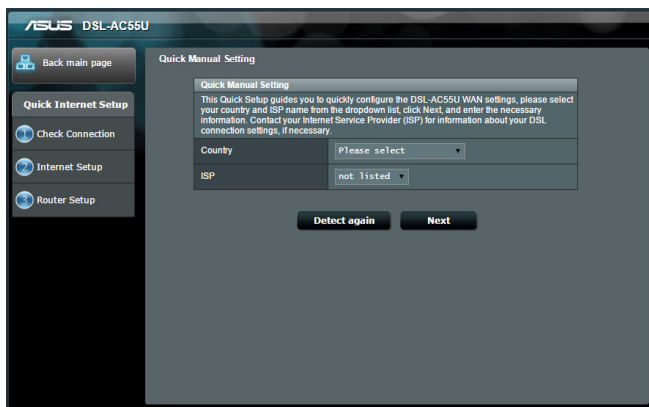 ASUS DSL-AC55U
Back main page
Quick Internet Setup
1 Check Connection
2 Internet Setup
3 Router Setup
Quick Manual Setting
Quick Manual Setting
This Quick Setup guides you to quickly configure the DSL-AC55U WAN settings, please select
your country and ISP name from the dropdown list, click Next, and enter the necessary
information. Contact your Internet Service Provider (ISP) for information about your DSL
connection settings, if necessary.
Country Please select
ISP not listed
Detect again Next